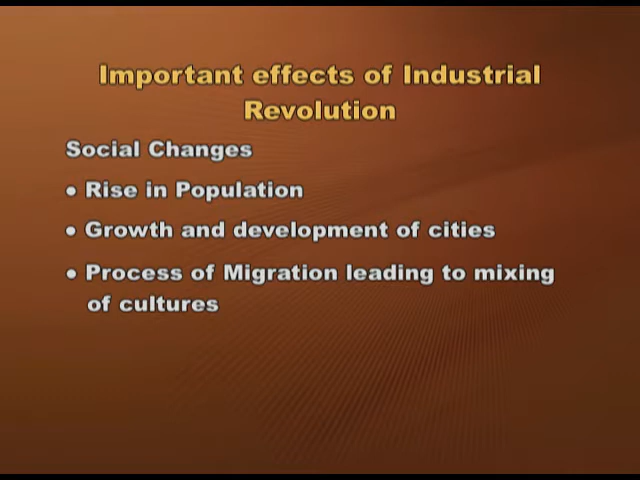 Important effects of Industrial
Revolution
Social Changes
• Rise in Population
• Growth and development of cities
• Process of Migration leading to mixing
of cultures